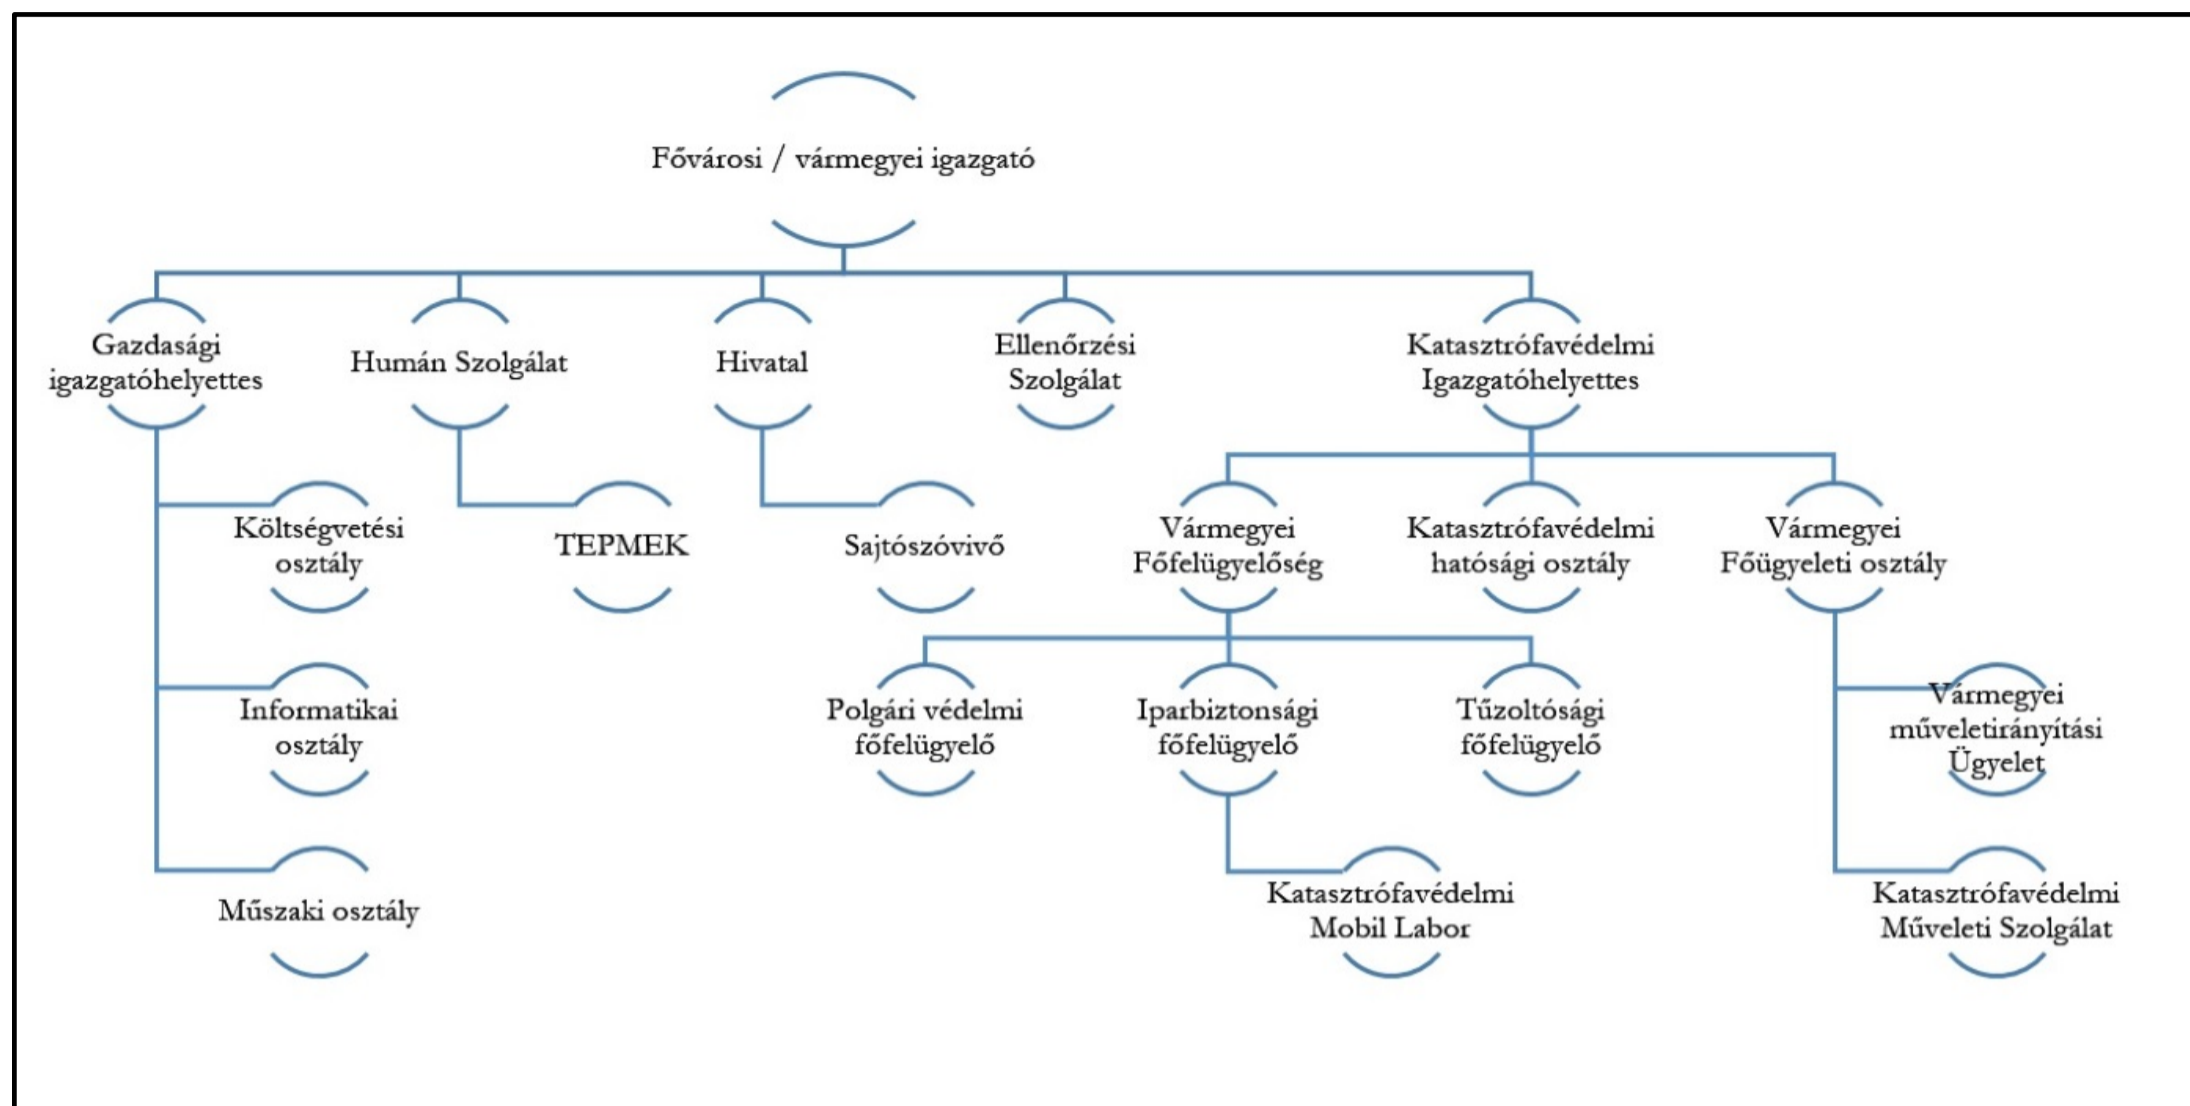 Fővárosi / vármegyei igazgató
Gazdasági
igazgatóhelyettes
Humán Szolgálat
Hivatal
Ellenőrzési
Szolgálat
Katasztrófavédelmi
Igazgatóhelyettes
Költségvetési
osztály
TEPMEK
Sajtószóvivő
Vármegyei
Főfelügyelőség
Katasztrófavédelmi
hatósági osztály
Vármegyei
Főügyeleti osztály
Informatikai
osztály
Polgári védelmi
főfelügyelő
Iparbiztonsági
főfelügyelő
Tűzoltósági
főfelügyelő
Vármegyei
műveletirányítási
Ügyelet
Műszaki osztály
Katasztrófavédelmi
Mobil Labor
Katasztrófavédelmi
Műveleti Szolgálat